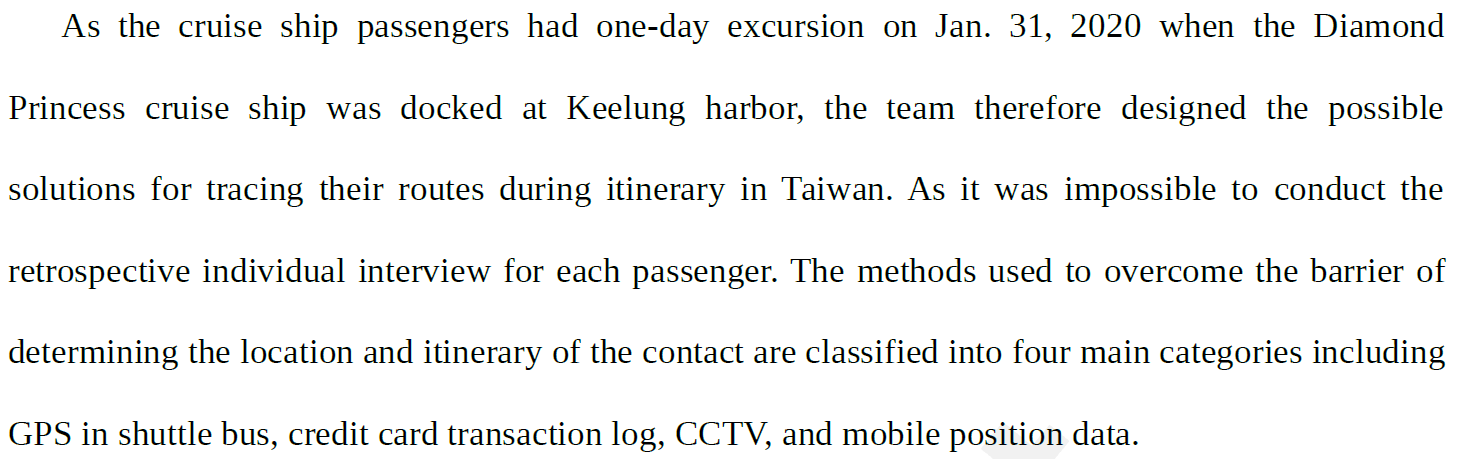 As the cruise ship passengers had one-day excursion on Jan. 31, 2020 when the Diamond
Princess cruise ship was docked at Keelung harbor, the team therefore designed the possible
solutions for tracing their routes during itinerary in Taiwan. As it was impossible to conduct the
retrospective individual interview for each passenger. The methods used to overcome the barrier of
determining the location and itinerary of the contact are classified into four main categories including
GPS in shuttle bus, credit card transaction log, CCTV, and mobile position data.